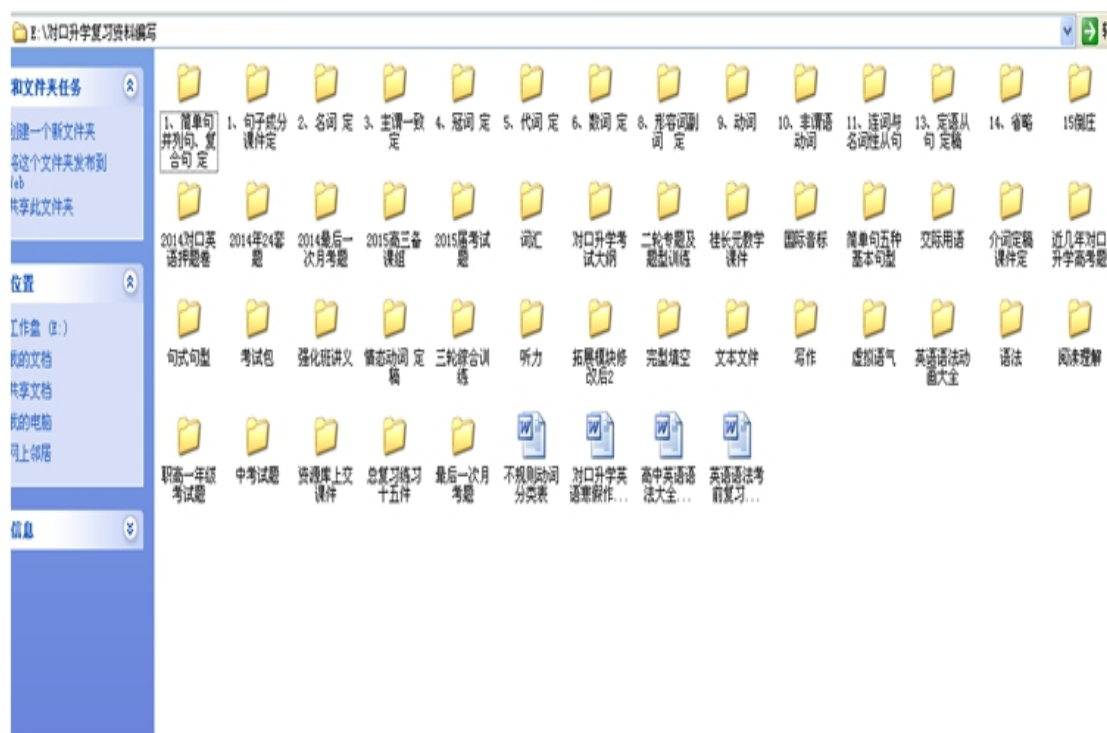 E:\对口升学复习资料编写
和文件夹任务
创建一个新文件夹
将这个文件夹发布到
Web
共享此文件夹
位置
工作盘 (E:)
我的文档
共享文档
我的电脑
网上邻居
信息
1、简单句
并列句、复
合句 定
1、句子成分
课件定
2、名词 定
3、主谓一致
定
4、冠词 定
5、代词 定
6、数词 定
8、形容词副
词 定
9、动词
10、非谓语
动词
11、连词与
名词性从句
13、定语从
句 定稿
14、省略
15倒庄
2014对口英
语押题卷
2014年24套
题
2014最后一
次月考题
2015高三备
课组
2015届考试
题
词汇
对口升学考
试大纲
二轮专题及
题型训练
桂长元教学
课件
国际音标
简单句五种
基本句型
交际用语
介词定稿
课件定
近几年对口
升学高考题
句式句型
考试包
强化班讲义
情态动词 定
稿
三轮综合训
练
听力
拓展模块修
改后2
完型填空
文本文件
写作
虚拟语气
英语语法动
画大全
语法
阅读理解
职高一年级
考试题
中考试题
资源库上交
课件
总复习练习
十五件
最后一次月
考题
不规则动词
分类表
对口升学英
语寒假作...
高中英语语
法大全...
英语语法考
前复习...